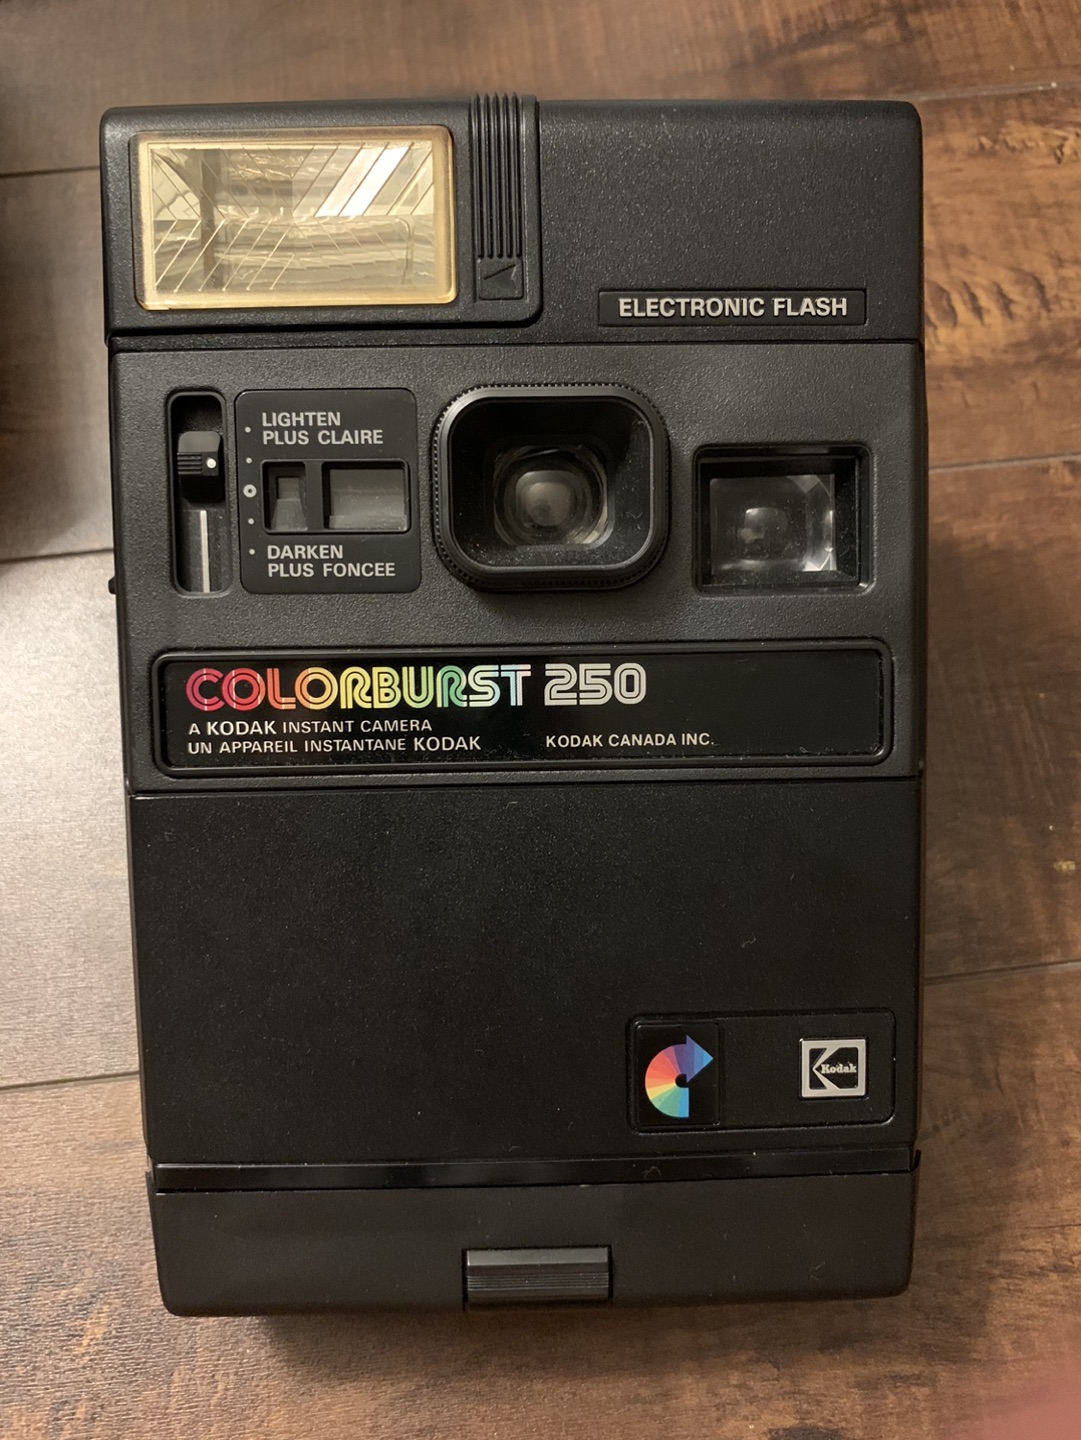 ELECTRONIC FLASH
LIGHTEN
PLUS CLAIRE
DARKEN
PLUS FONCEE
COLORBURST 250
A KODAK INSTANT CAMERA
UN APPAREIL INSTANTANE KODAK KODAK CANADA INC.
Kodak